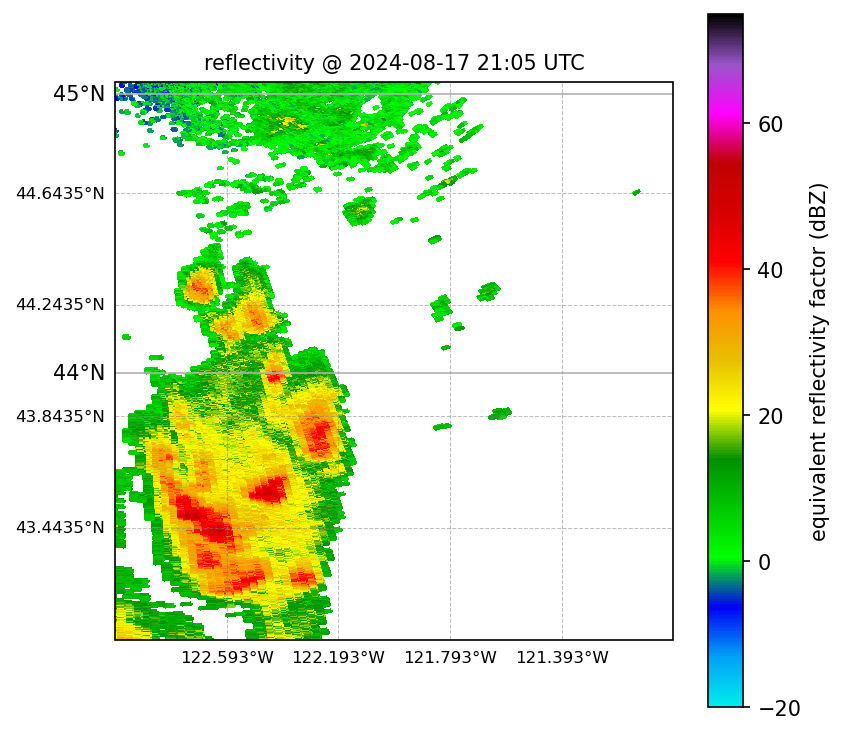 reflectivity @ 2024-08-17 21:05 UTC
45°N
44.6435°N
44.2435°N
44°N
43.8435°N
43.4435°N
122.593°W 122.193°W 121.793°W 121.393°W
60
40
20
0
−20
equivalent reflectivity factor (dBZ)